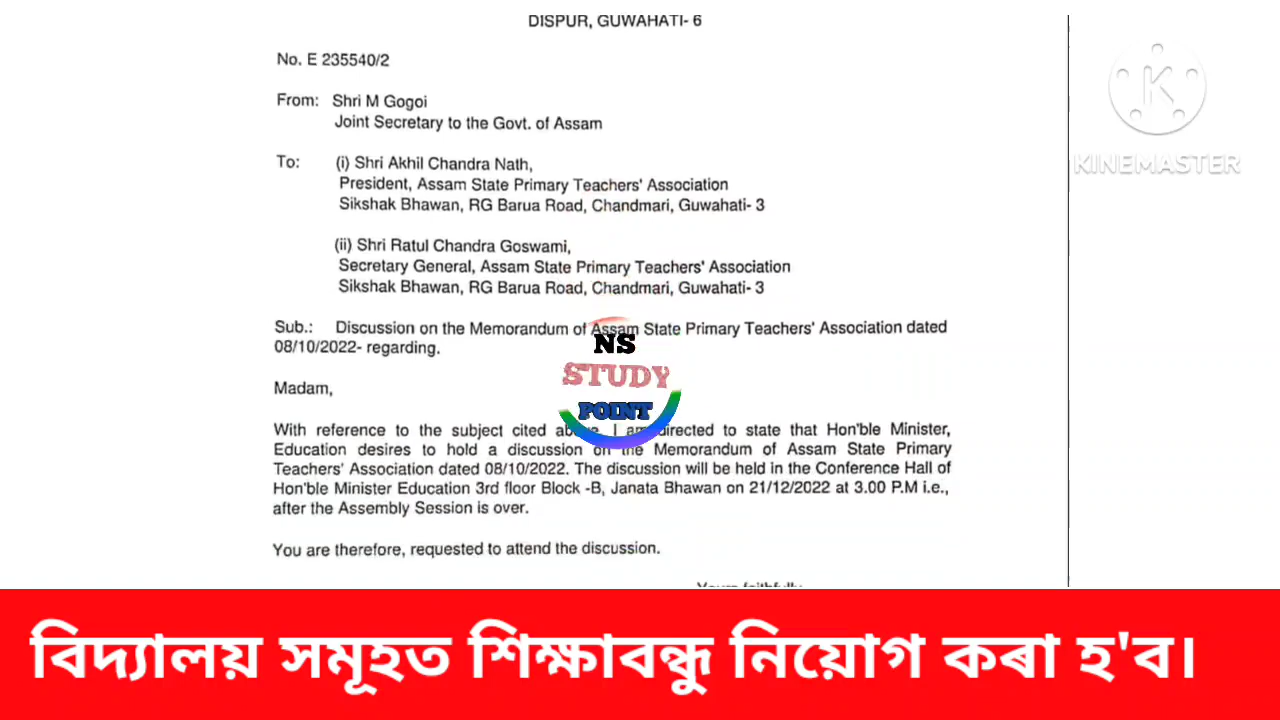 DISPUR, GUWAHATI- 6
No. E 235540/2
From: Shri M Gogoi
Joint Secretary to the Govt. of Assam
To: (i) Shri Akhil Chandra Nath,
President, Assam State Primary Teachers' Association
Sikshak Bhawan, RG Barua Road, Chandmari, Guwahati- 3
(ii) Shri Ratul Chandra Goswami,
Secretary General, Assam State Primary Teachers' Association
Sikshak Bhawan, RG Barua Road, Chandmari, Guwahati- 3
Sub.: Discussion on the Memorandum of Assam State Primary Teachers' Association dated
08/10/2022- regarding.
Madam,
With reference to the subject cited above, I am directed to state that Hon'ble Minister,
Education desires to hold a discussion on the Memorandum of Assam State Primary
Teachers' Association dated 08/10/2022. The discussion will be held in the Conference Hall of
Hon'ble Minister Education 3rd floor Block -B, Janata Bhawan on 21/12/2022 at 3.00 P.M i.e.,
after the Assembly Session is over.
You are therefore, requested to attend the discussion.
Yours faithfully
NS
STUDY
POINT
K
KINEMASTER
বিদ্যালয় সমূহত শিক্ষাবন্ধু নিয়োগ কৰা হ'ব।